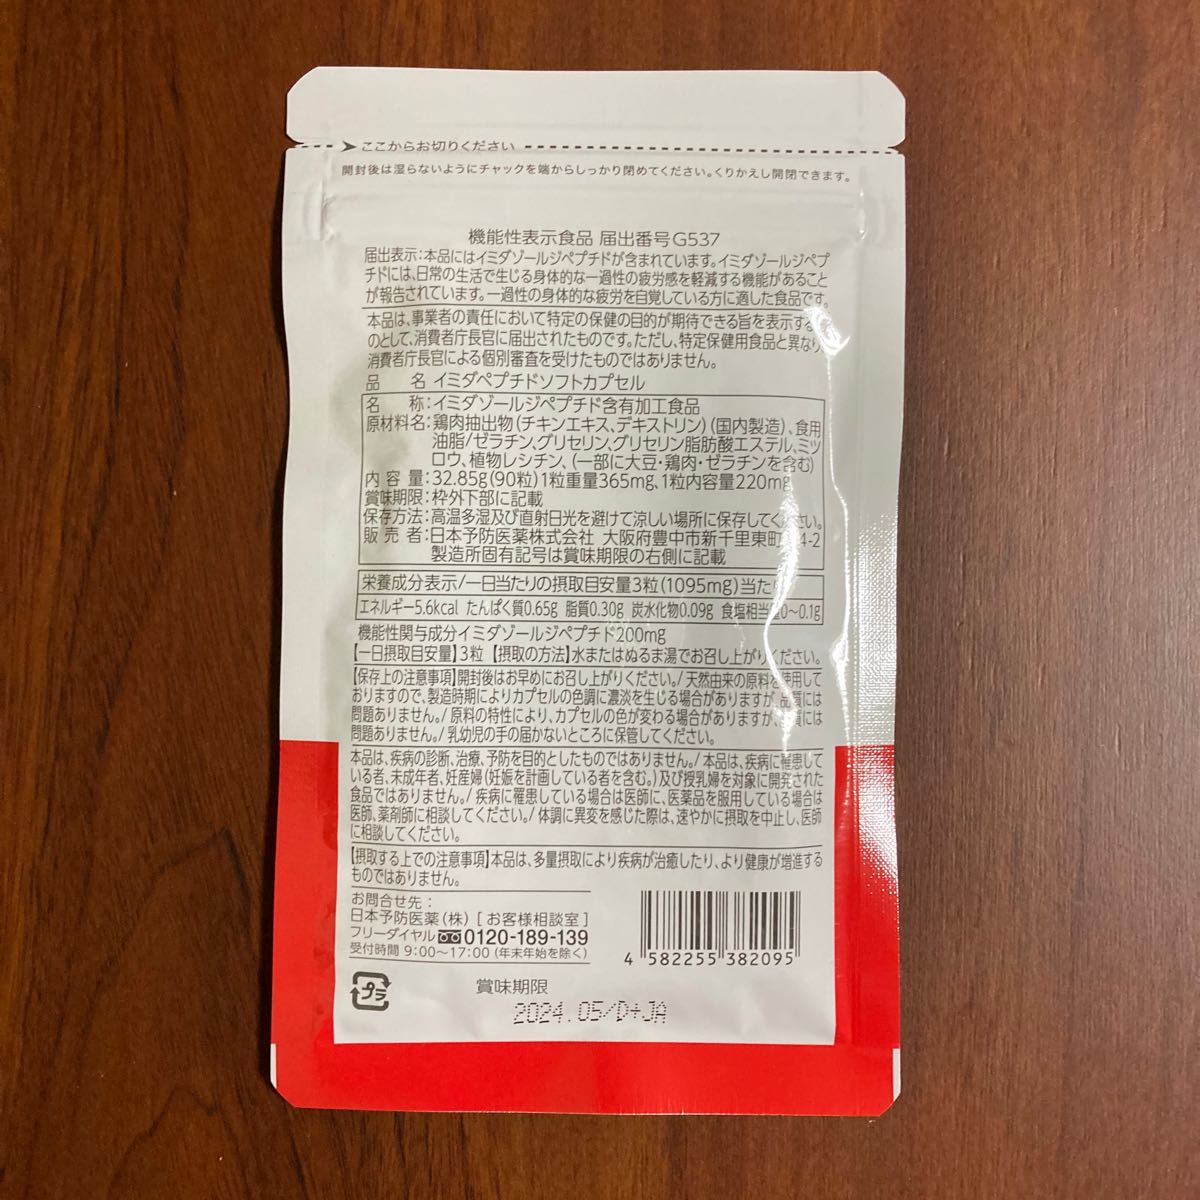 ここからお切りください
開封後は湿らないようにチャックを端からしっかり閉めてください。くりかえし開閉できます。
機能性表示食品 届出番号G537
届出表示:本品にはイミダゾールジペプチドが含まれています。イミダゾールジペプ
チドには、日常の生活で生じる身体的な一過性の疲労感を軽減する機能があること
が報告されています。一過性の身体的な疲労を自覚している方に適した食品です。
本品は、事業者の責任において特定の保健の目的が期待できる旨を表示する
のとして、消費者庁長官に届出されたものです。ただし、特定保健用食品と異なり、
消費者庁長官による個別審査を受けたものではありません。
品 名 イミダペプチドソフトカプセル
名 称:イミダゾールジペプチド含有加工食品
原材料名:鶏肉抽出物(チキンエキス、デキストリン)(国内製造)、食用
油脂/ゼラチン、グリセリン、グリセリン脂肪酸エステル、ミツ
ロウ、植物レシチン、(一部に大豆・鶏肉・ゼラチンを含む)
内容量:32.85g(90粒)1粒重量365mg、1粒内容量220mg
賞味期限:枠外下部に記載
保存方法:高温多湿及び直射日光を避けて涼しい場所に保存してください。
販売者:日本予防医薬株式会社 大阪府豊中市新千里東町 4-2
製造所固有記号は賞味期限の右側に記載
栄養成分表示/一日当たりの摂取目安量3粒(1095mg)当た
エネルギー5.6kcal たんぱく質0.65g 脂質0.30g 炭水化物0.09g 食塩相当量0〜0.1g
機能性関与成分イミダゾールジペプチド200mg
【一日摂取目安量】3粒 【摂取の方法】水またはぬるま湯でお召し上がりください。
【保存上の注意事項】開封後はお早めにお召し上がりください。/天然由来の原料を使用して
おりますので、製造時期によりカプセルの色調に濃淡を生じる場合がありますが、品質には
問題ありません。/原料の特性により、カプセルの色が変わる場合がありますが、品質には
問題ありません。/乳幼児の手の届かないところに保管してください。
本品は、疾病の診断、治療、予防を目的としたものではありません。/本品は、疾病に罹患して
いる者、未成年者、妊産婦(妊娠を計画している者を含む。)及び授乳婦を対象に開発された
食品ではありません。/疾病に罹患している場合は医師に、医薬品を服用している場合は
医師、薬剤師に相談してください。/体調に異変を感じた際は、速やかに摂取を中止し、医師
に相談してください。
【摂取する上での注意事項】本品は、多量摂取により疾病が治癒したり、より健康が増進する
ものではありません。
お問合せ先:
日本予防医薬(株)[お客様相談室]
フリーダイヤル 0120-189-139
受付時間 9:00〜17:00(年末年始を除く)
4 582255 382095
プラ
賞味期限
2024.05/D+JA